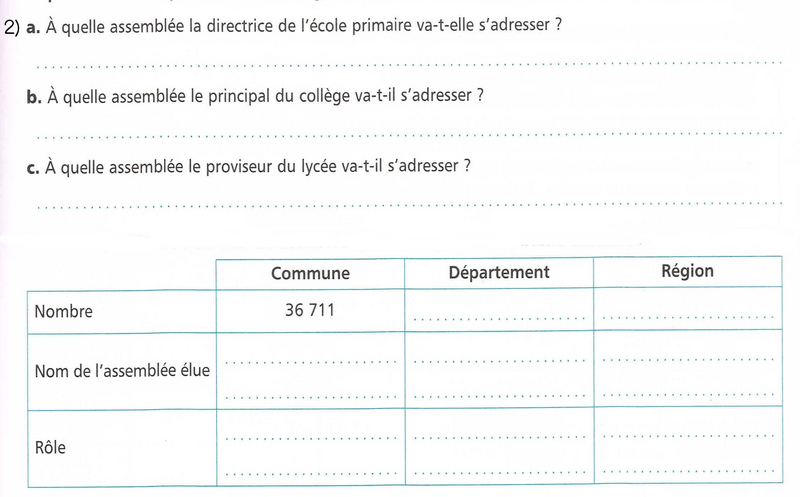 2) a. À quelle assemblée la directrice de l'école primaire va-t-elle s'adresser ?
b. À quelle assemblée le principal du collège va-t-il s'adresser ?
c. À quelle assemblée le proviseur du lycée va-t-il s'adresser ?
Commune Département Région
Nombre 36 711
Nom de l'assemblée élue
Rôle